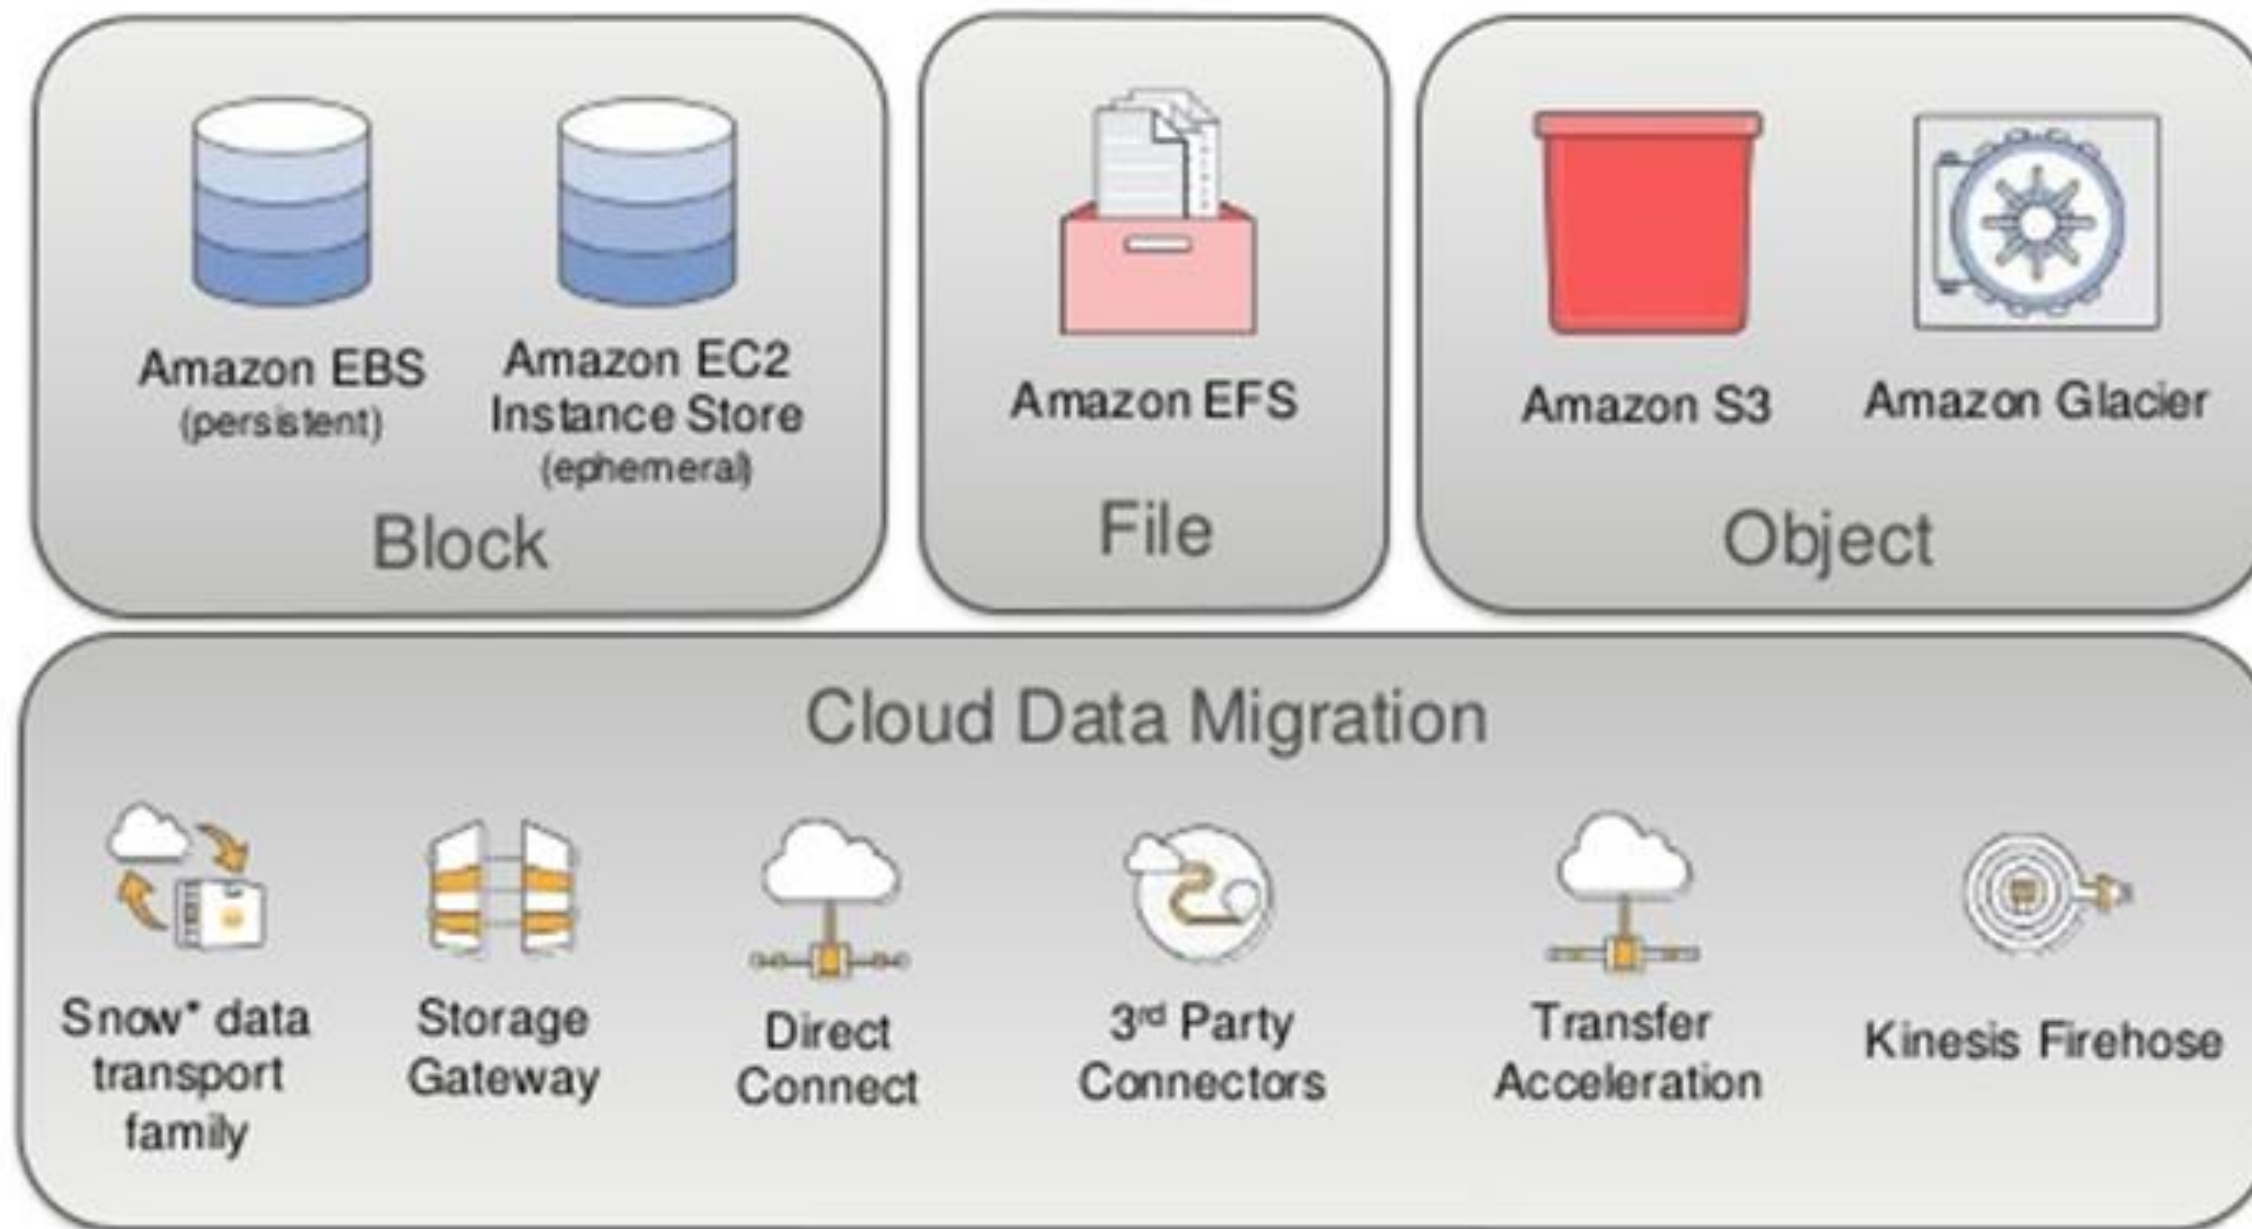 Amazon EBS
(persistent)
Amazon EC2
Instance Store
(ephemeral)
Block
Amazon EFS
File
Amazon S3
Amazon Glacier
Object
Cloud Data Migration
Snow* data
transport
family
Storage
Gateway
Direct
Connect
3rd Party
Connectors
Transfer
Acceleration
Kinesis Firehose